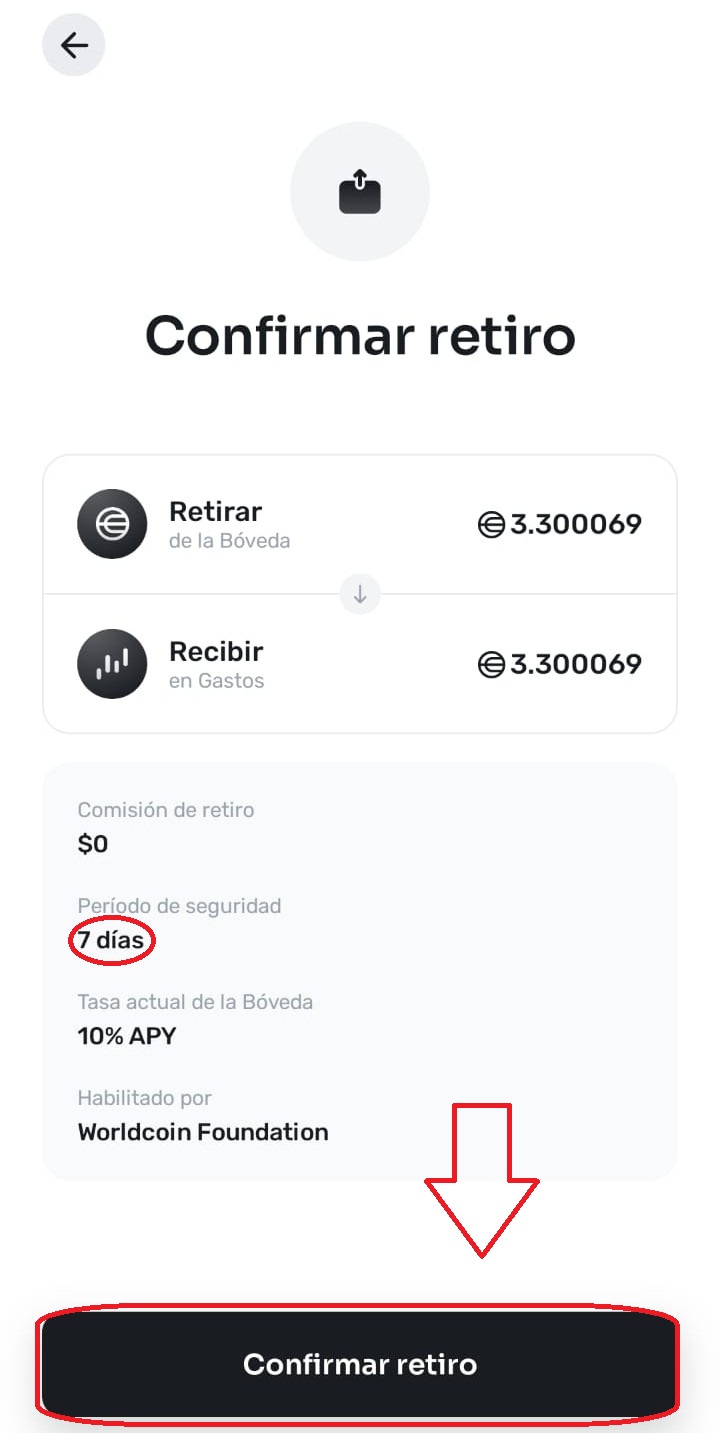 Confirmar retiro
Retirar
de la Bóveda
3.300069
Recibir
en Gastos
3.300069
Comisión de retiro
$0
Período de seguridad
7 días
Tasa actual de la Bóveda
10% APY
Habilitado por
Worldcoin Foundation
Confirmar retiro